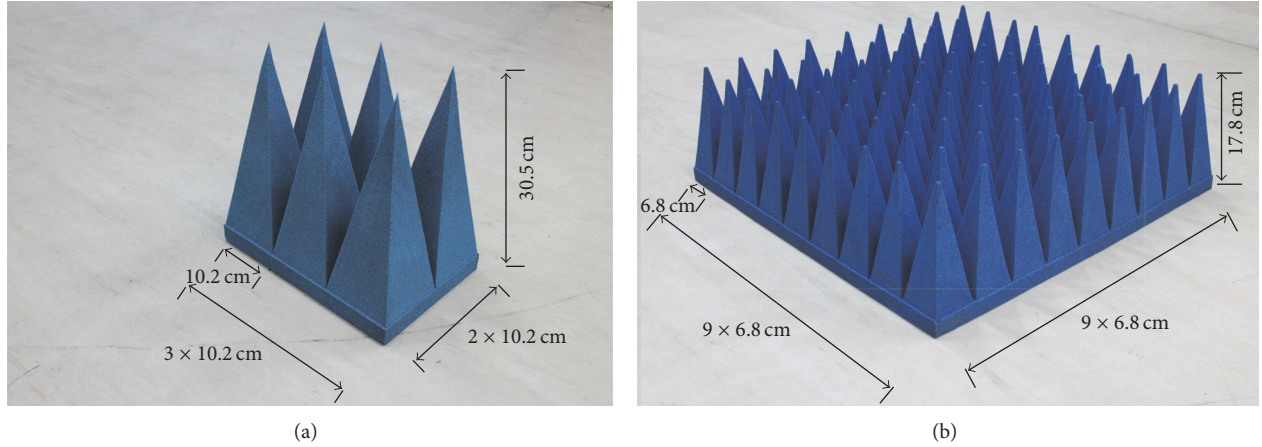 30.5 cm
10.2 cm
3 × 10.2 cm
2 × 10.2 cm
(a)
17.8 cm
6.8 cm
9 × 6.8 cm
9 × 6.8 cm
(b)